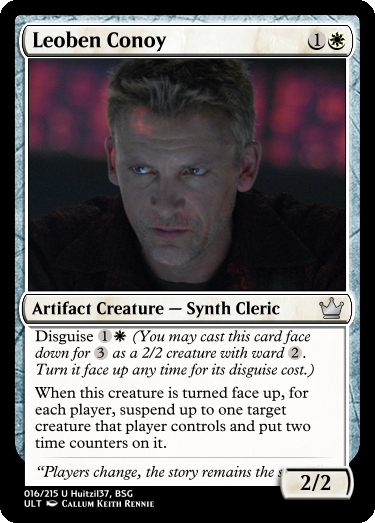 Leoben Conoy 1
Artifact Creature — Synth Cleric
Disguise 1 (You may cast this card face
down for 3 as a 2/2 creature with ward 2.
Turn it face up any time for its disguise cost.)
When this creature is turned face up, for
each player, suspend up to one target
creature that player controls and put two
time counters on it.
“Players change, the story remains the
2/2
016/215 U Huitzil37, BSG
ULT Callum Keith Rennie